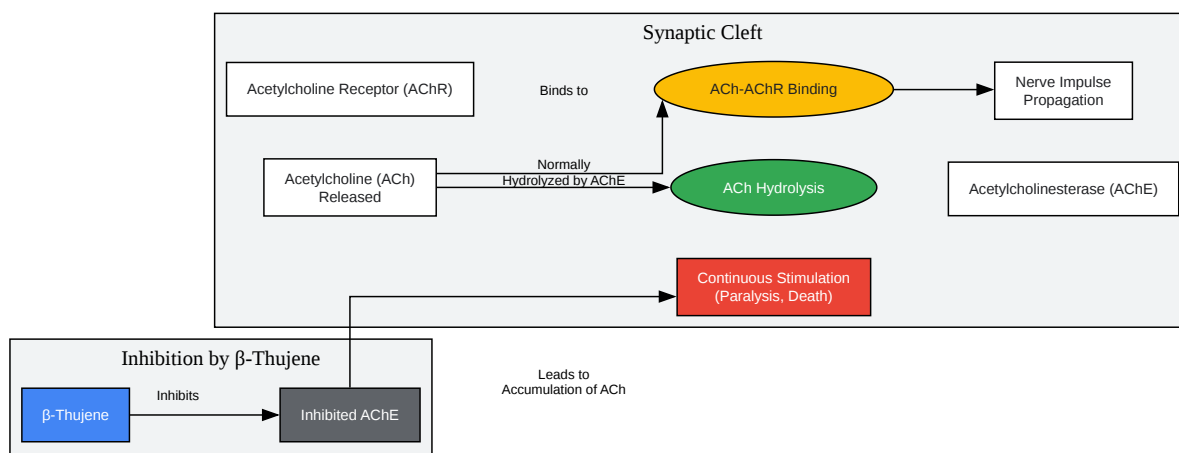 Synaptic Cleft
Acetylcholine Receptor (AChR)
Binds to
ACh-AChR Binding
Nerve Impulse
Propagation
Acetylcholine (ACh)
Released
Normally
Hydrolyzed by AChE
ACh Hydrolysis
Acetylcholinesterase (AChE)
Continuous Stimulation
(Paralysis, Death)
Inhibition by β-Thujene
β-Thujene
Inhibits
Inhibited AChE
Leads to
Accumulation of ACh